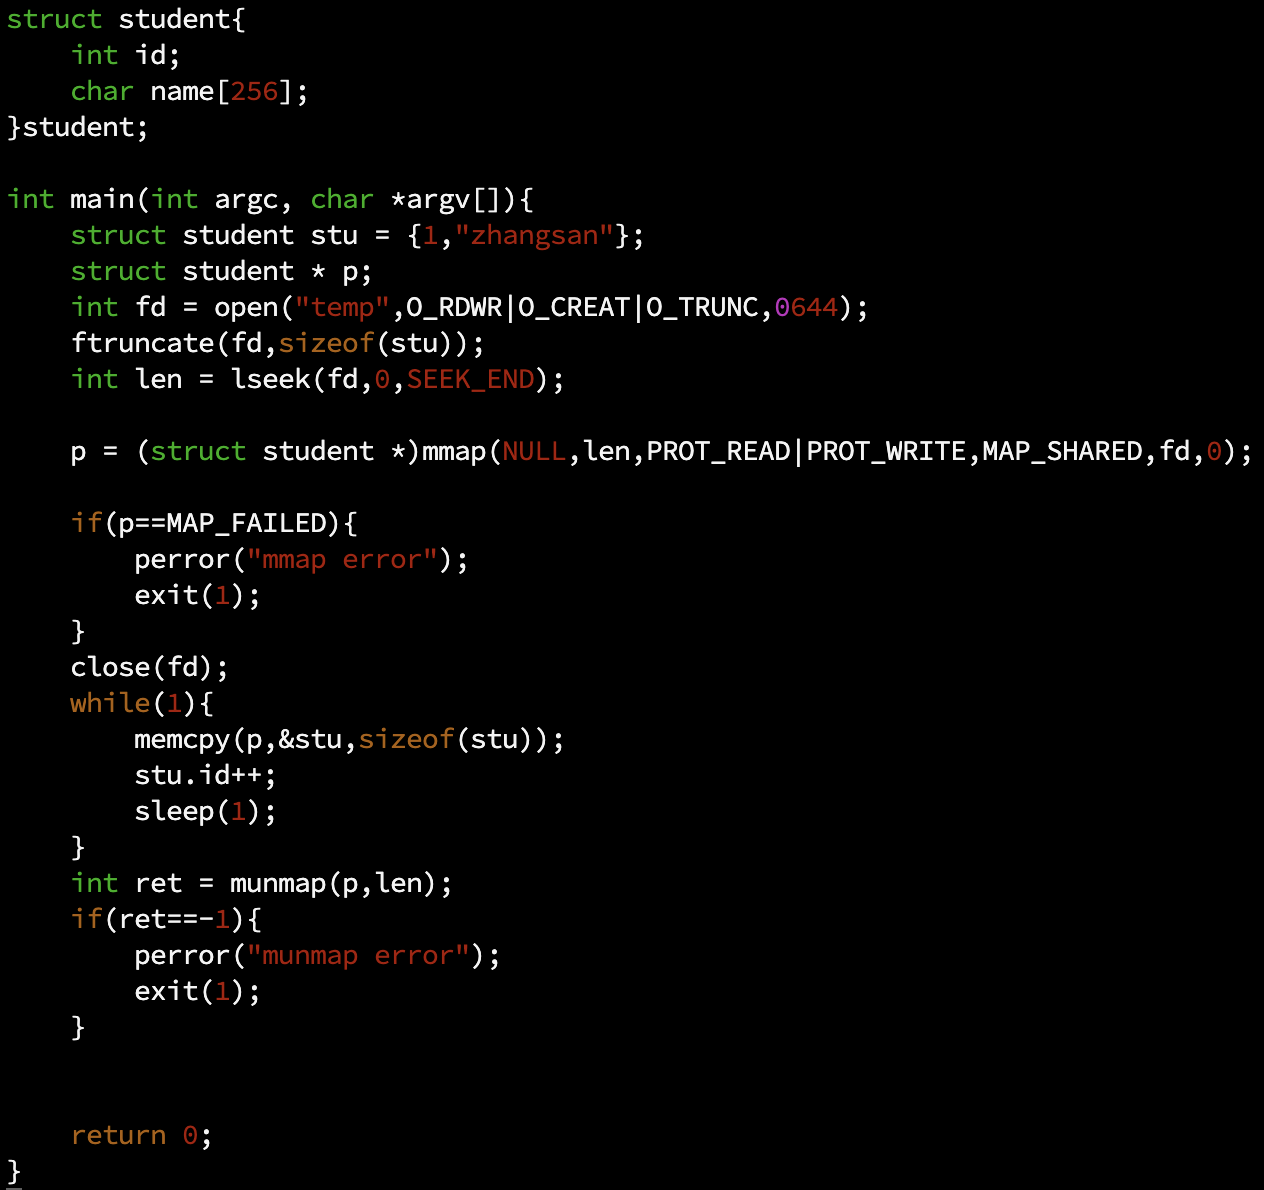 struct student{
    int id;
    char name[256];
}student;

int main(int argc, char *argv[]){
    struct student stu = {1,"zhangsan"};
    struct student * p;
    int fd = open("temp",O_RDWR|O_CREAT|O_TRUNC,0644);
    ftruncate(fd,sizeof(stu));
    int len = lseek(fd,0,SEEK_END);

    p = (struct student *)mmap(NULL,len,PROT_READ|PROT_WRITE,MAP_SHARED,fd,0);

    if(p==MAP_FAILED){
        perror("mmap error");
        exit(1);
    }
    close(fd);
    while(1){
        memcpy(p,&stu,sizeof(stu));
        stu.id++;
        sleep(1);
    }
    int ret = munmap(p,len);
    if(ret==-1){
        perror("munmap error");
        exit(1);
    }


    return 0;
}